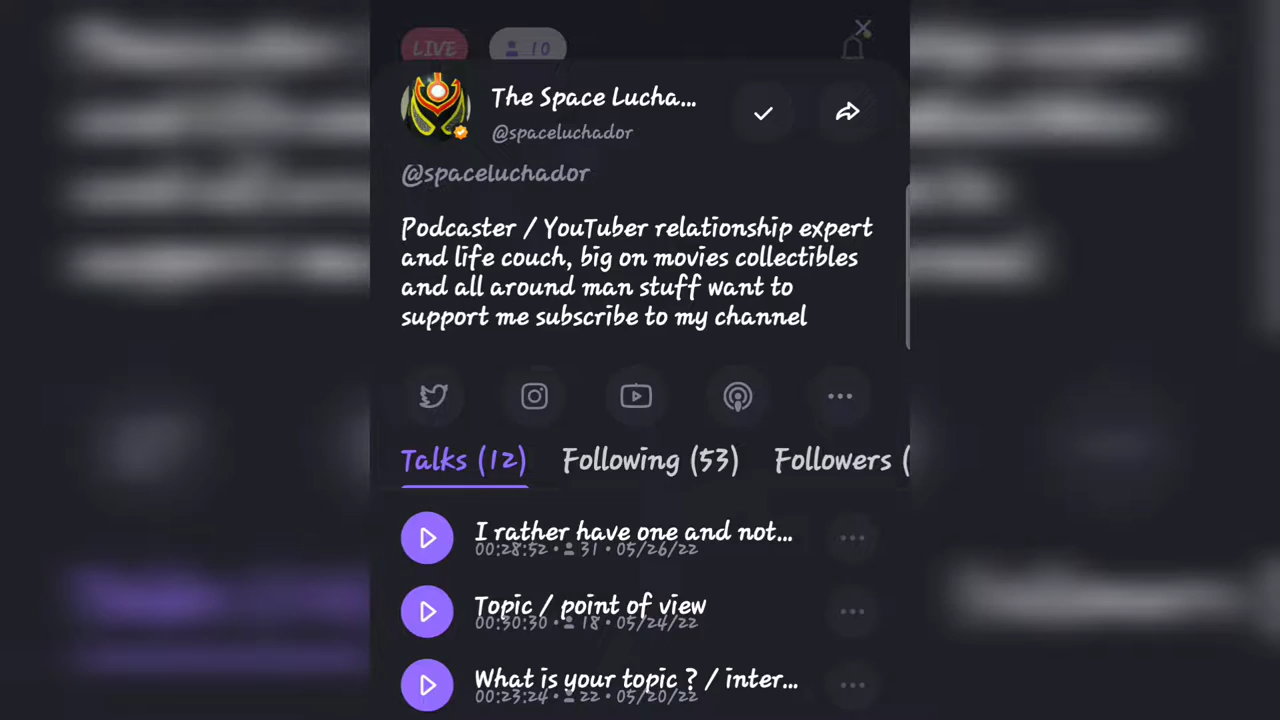 LIVE
10
The Space Lucha...
@spaceluchador
@spaceluchador
Podcaster / YouTuber relationship expert
and life couch, big on movies collectibles
and all around man stuff want to
support me subscribe to my channel
Talks (12) Following (53) Followers (
I rather have one and not...
00:28:52 • 31 • 05/26/22
Topic / point of view
00:30:30 • 18 • 05/24/22
What is your topic ? / inter...
00:23:24 • 22 • 05/20/22